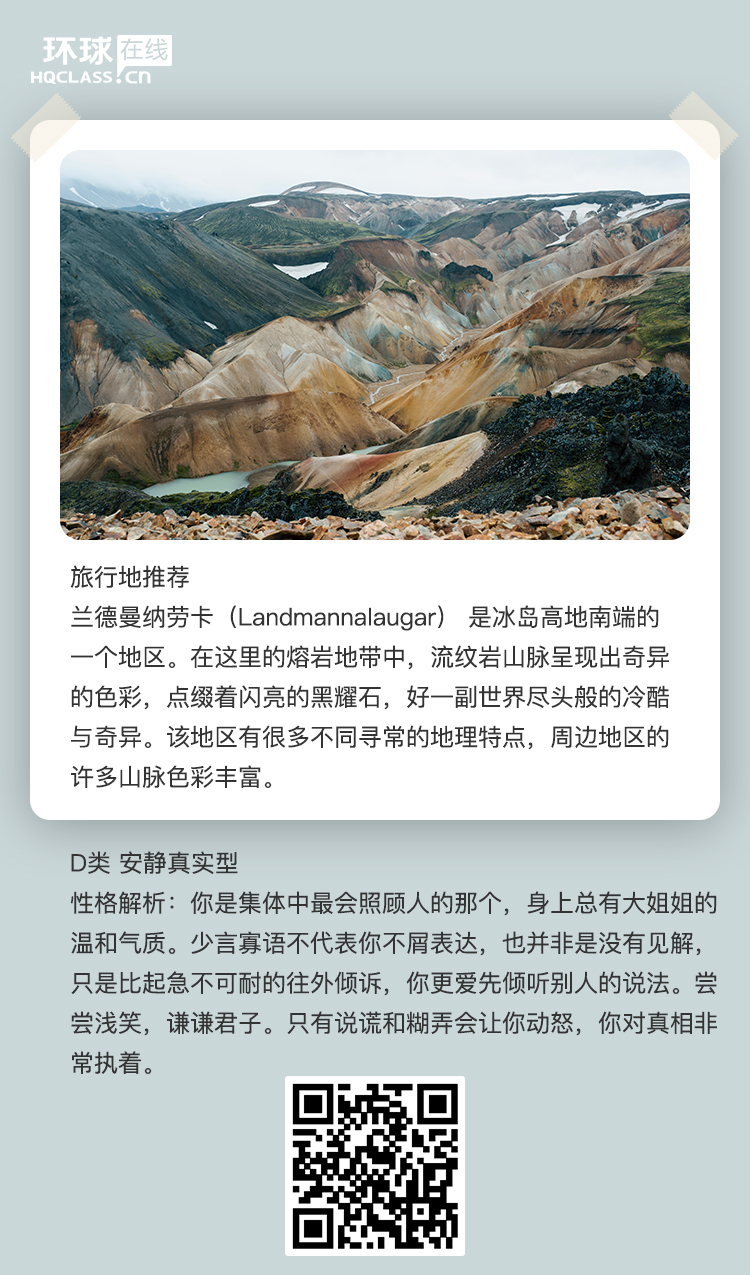 环球在线
HQCLASS.cn
旅行地推荐
兰德曼纳劳卡（Landmannalaugar） 是冰岛高地南端的
一个地区。在这里的熔岩地带中，流纹岩山脉呈现出奇异
的色彩，点缀着闪亮的黑耀石，好一副世界尽头般的冷酷
与奇异。该地区有很多不同寻常的地理特点，周边地区的
许多山脉色彩丰富。
D类 安静真实型
性格解析：你是集体中最会照顾人的那个，身上总有大姐姐的
温和气质。少言寡语不代表你不屑表达，也并非是没有见解，
只是比起急不可耐的往外倾诉，你更爱先倾听别人的说法。尝
尝浅笑，谦谦君子。只有说谎和糊弄会让你动怒，你对真相非
常执着。